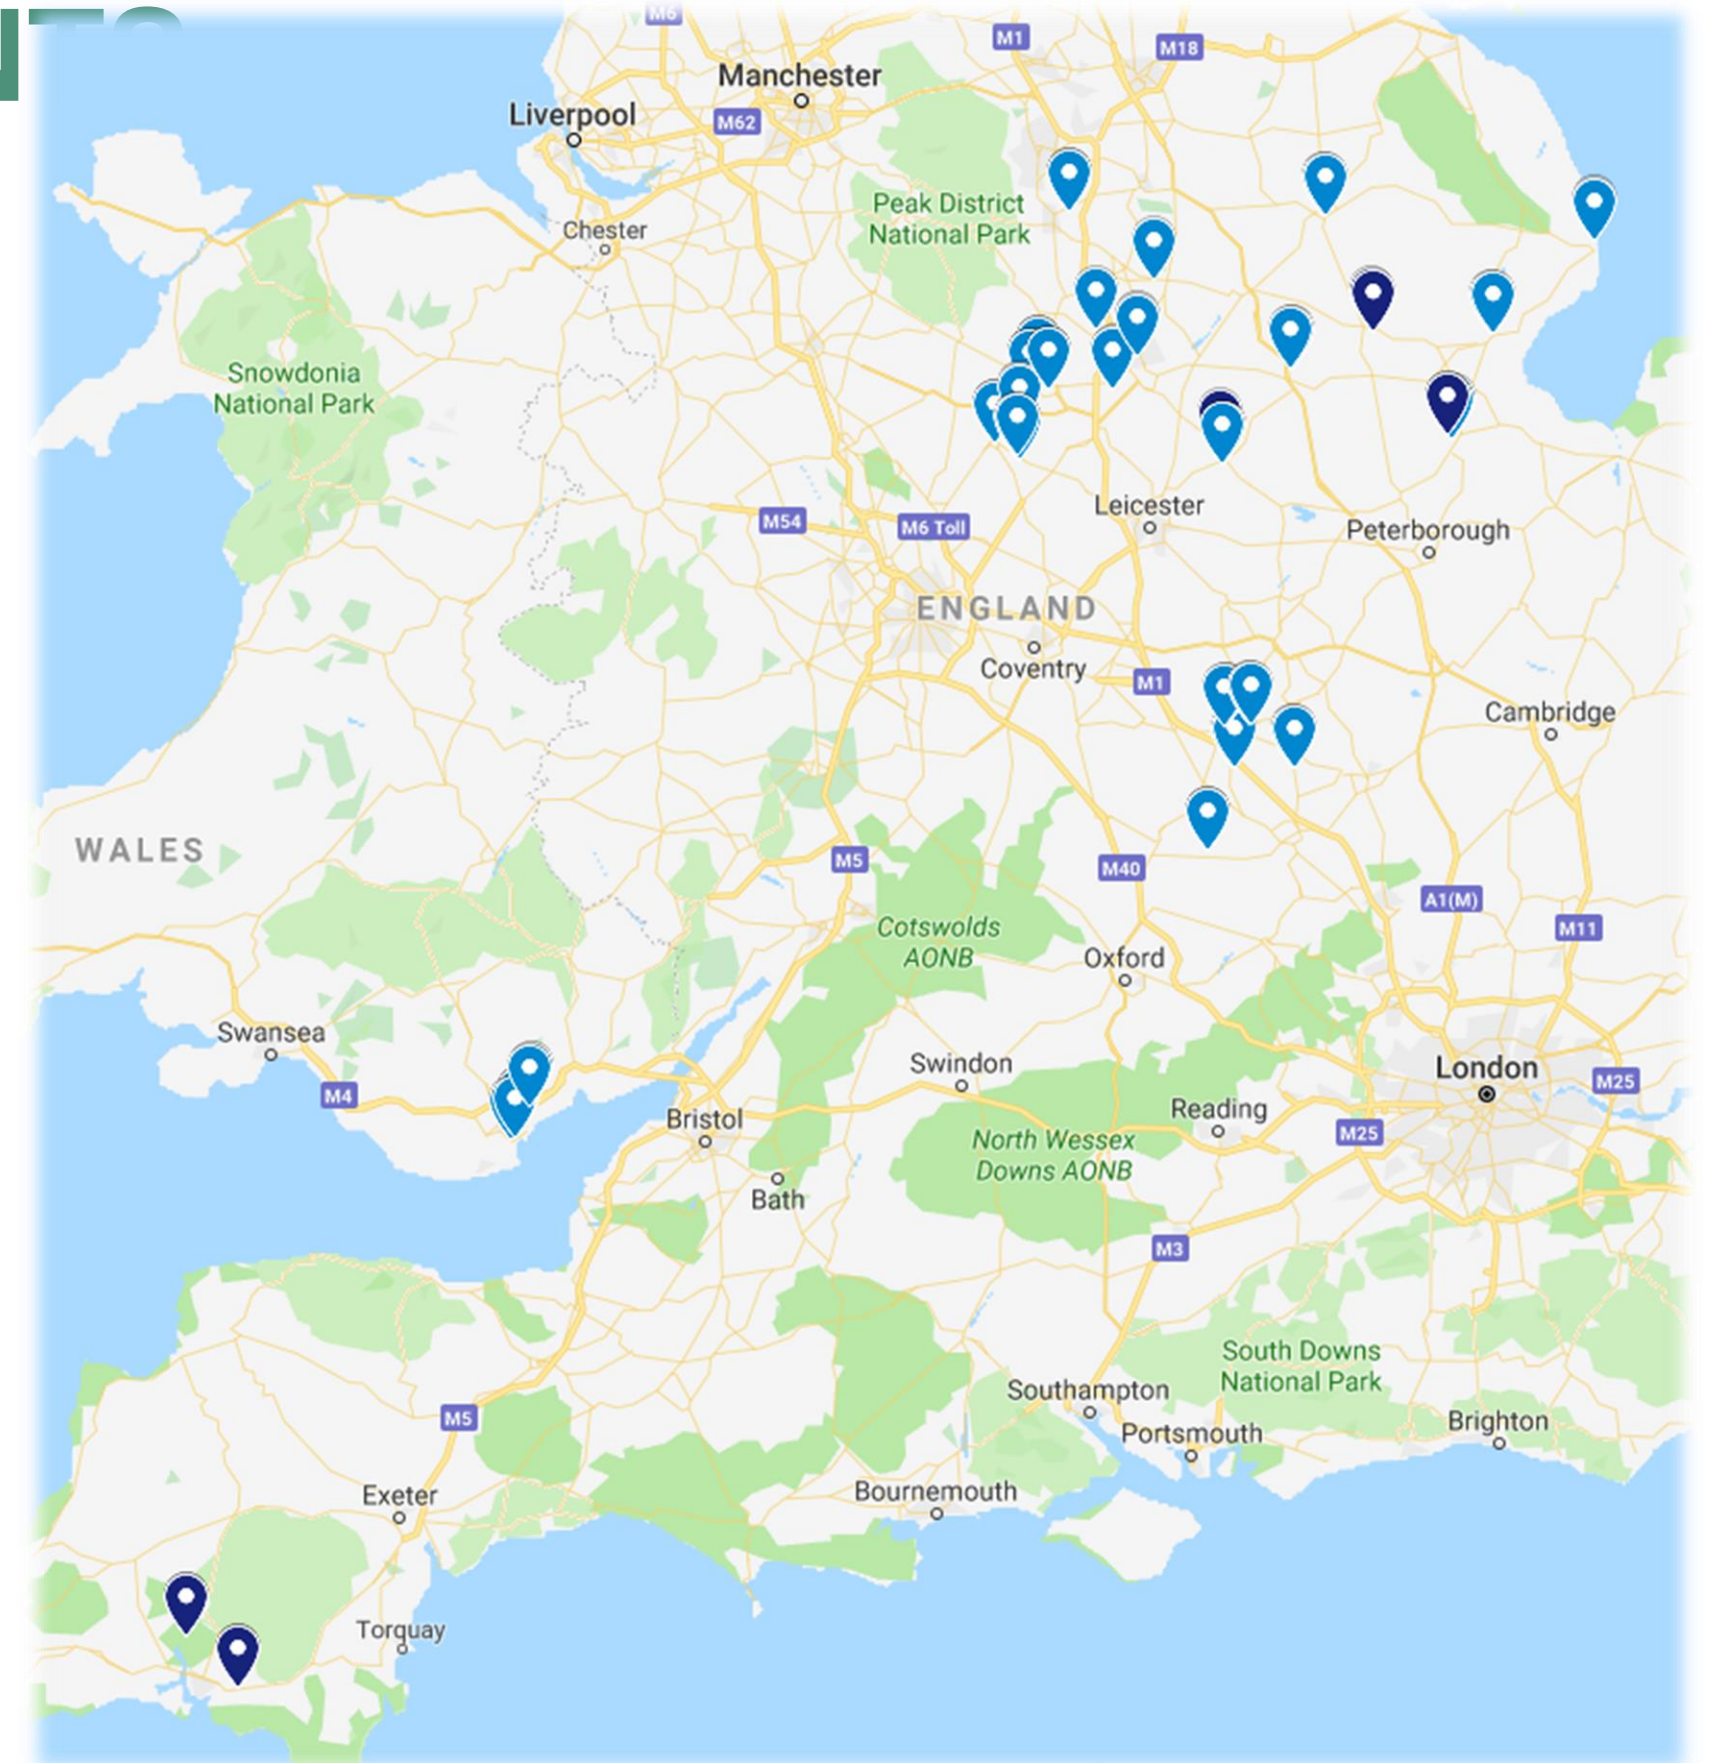 M6
M1
M18
Manchester
Liverpool
M62
Peak District
National Park
Chester
Snowdonia
National Park
Leicester
M54
M6 Toll
Peterborough
ENGLAND
Coventry
M1
Cambridge
WALES
M5
M40
A1(M)
M11
Cotswolds
AONB
Oxford
Swansea
Swindon
London
M4
M25
Bristol
Reading
M25
North Wessex
Downs AONB
Bath
M3
South Downs
National Park
Southampton
M5
Portsmouth
Brighton
Exeter
Bournemouth
Torquay